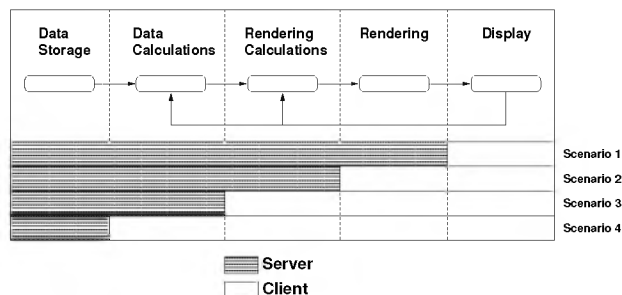 Data Storage
Data Calculations
Rendering Calculations
Rendering
Display
Scenario 1
Scenario 2
Scenario 3
Scenario 4
Server
Client